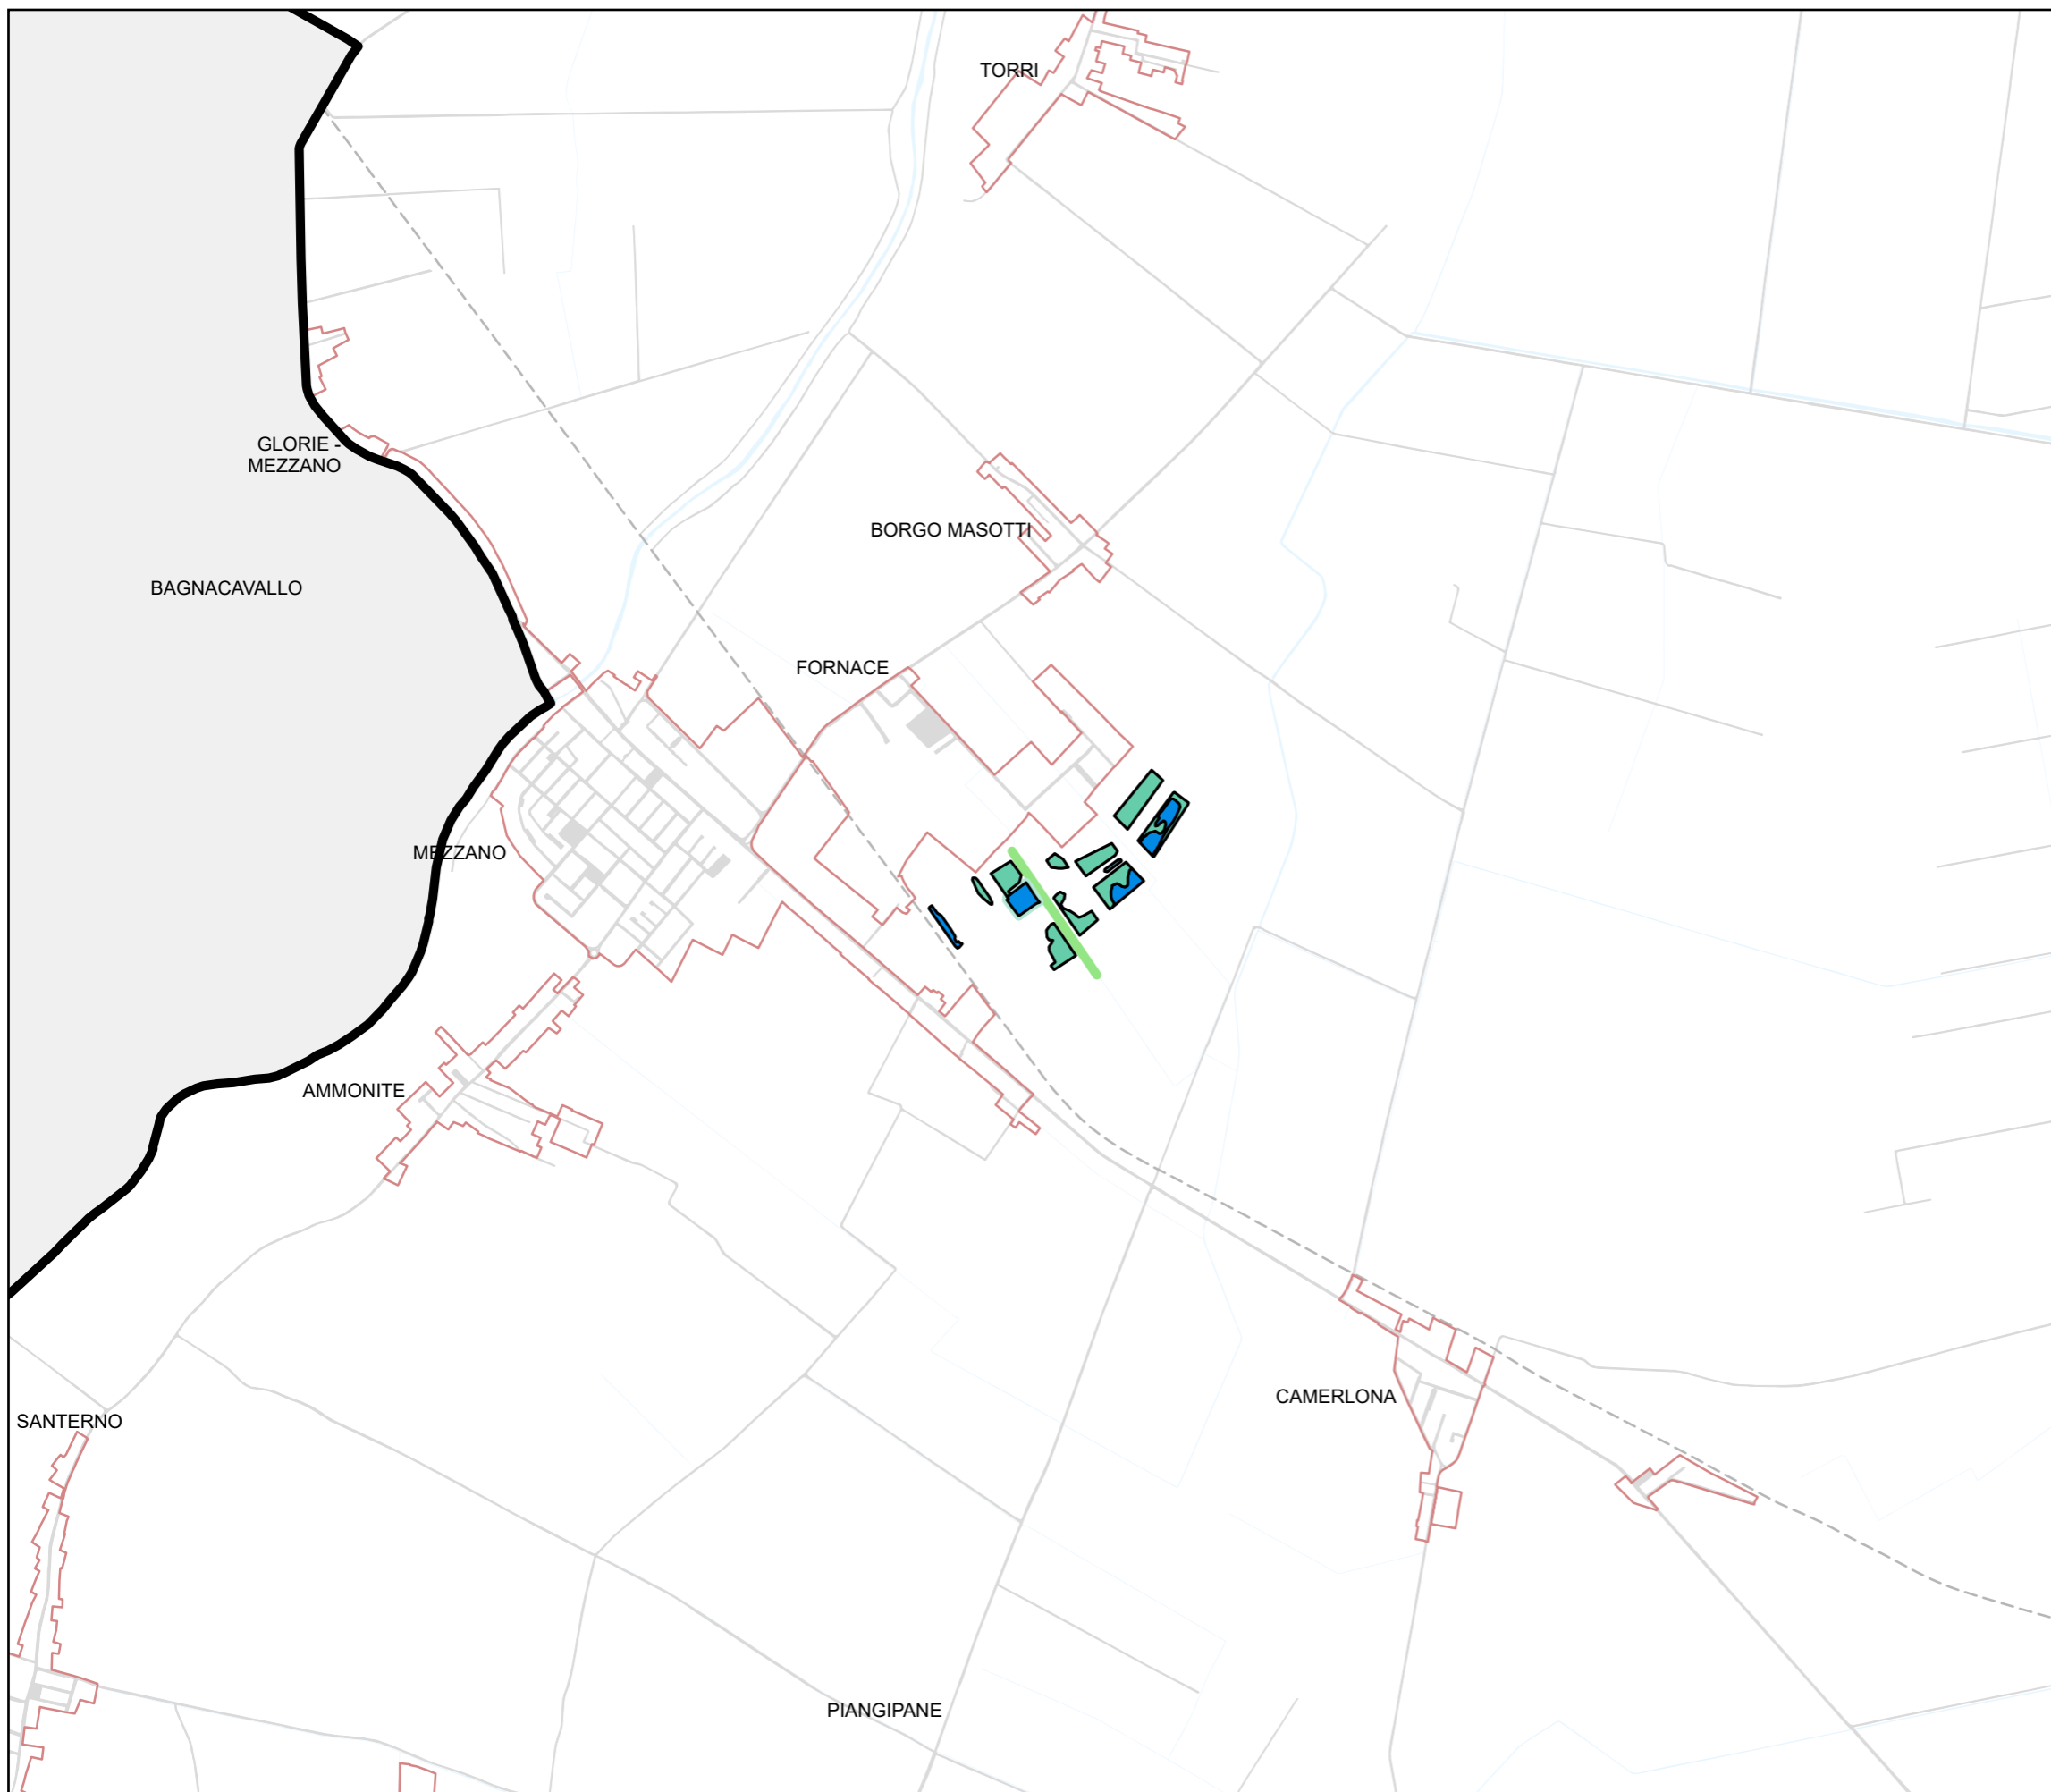 TORRI
GLORIE -
MEZZANO
BORGO MASOTTI
BAGNACAVALLO
FORNACE
MEZZANO
AMMONITE
CAMERLONA
SANTERNO
PIANGIPANE